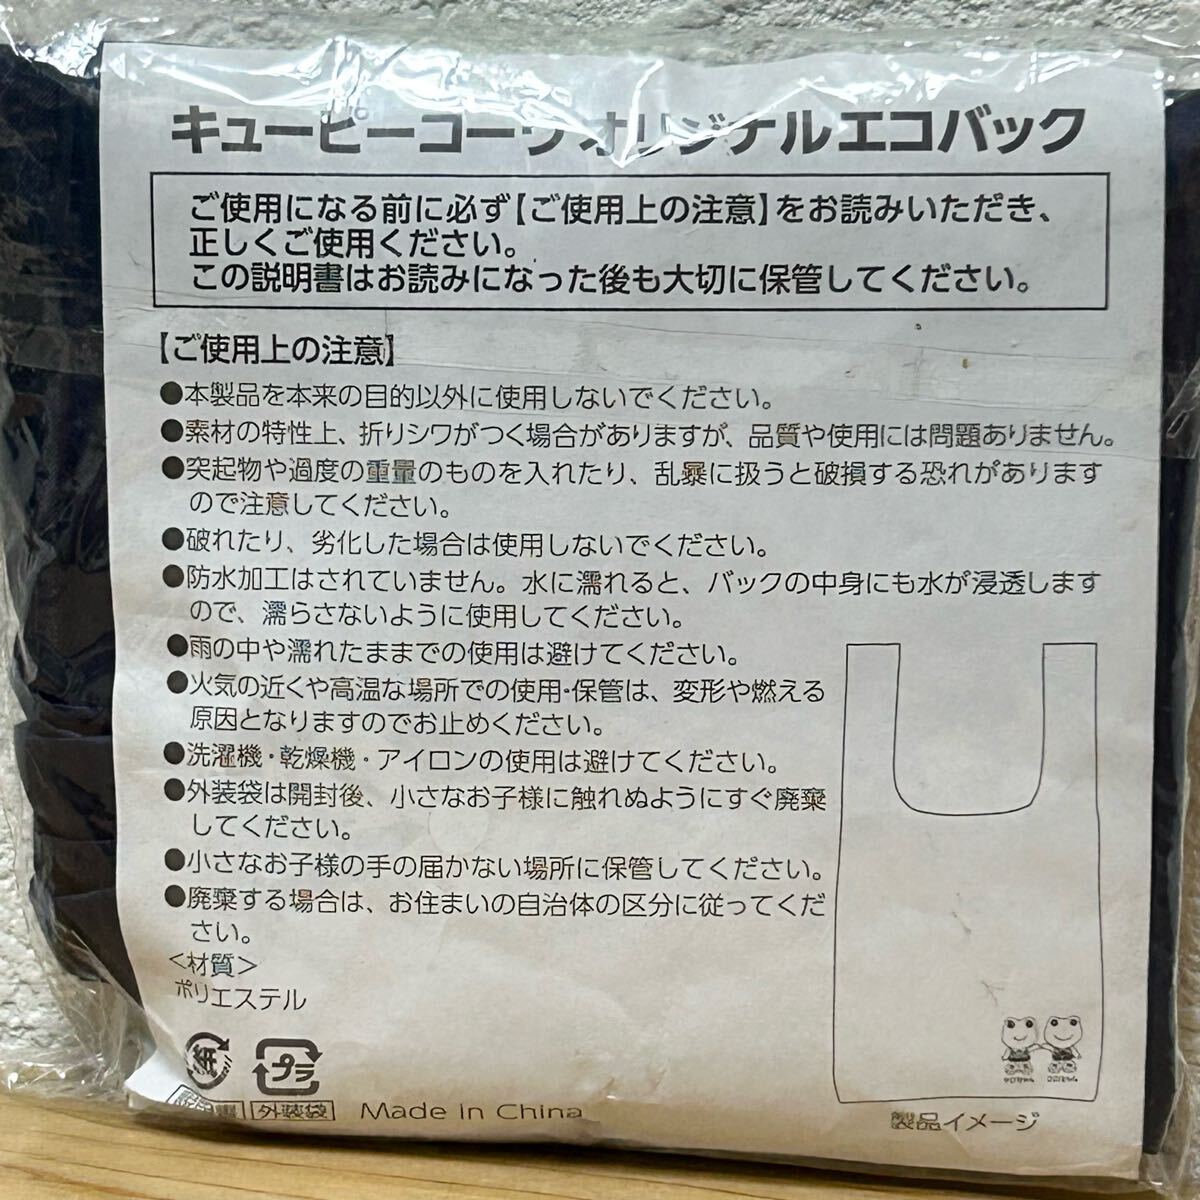 キューピーコーワオリジナルエコバック
ご使用になる前に必ず【ご使用上の注意】をお読みいただき、
正しくご使用ください。
この説明書はお読みになった後も大切に保管してください。
【ご使用上の注意】
●本製品を本来の目的以外に使用しないでください。
●素材の特性上、折りシワがつく場合がありますが、品質や使用には問題ありません。
●突起物や過度の重量のものを入れたり、乱暴に扱うと破損する恐れがあります
ので注意してください。
●破れたり、劣化した場合は使用しないでください。
●防水加工はされていません。水に濡れると、バックの中身にも水が浸透します
ので、濡らさないように使用してください。
●雨の中や濡れたままでの使用は避けてください。
●火気の近くや高温な場所での使用・保管は、変形や燃える
原因となりますのでお止めください。
●洗濯機・乾燥機・アイロンの使用は避けてください。
●外装袋は開封後、小さなお子様に触れぬようにすぐ廃棄
してください。
●小さなお子様の手の届かない場所に保管してください。
●廃棄する場合は、お住まいの自治体の区分に従ってくだ
さい。
＜材質＞
ポリエステル
紙
プラ
外装袋
Made in China
製品イメージ